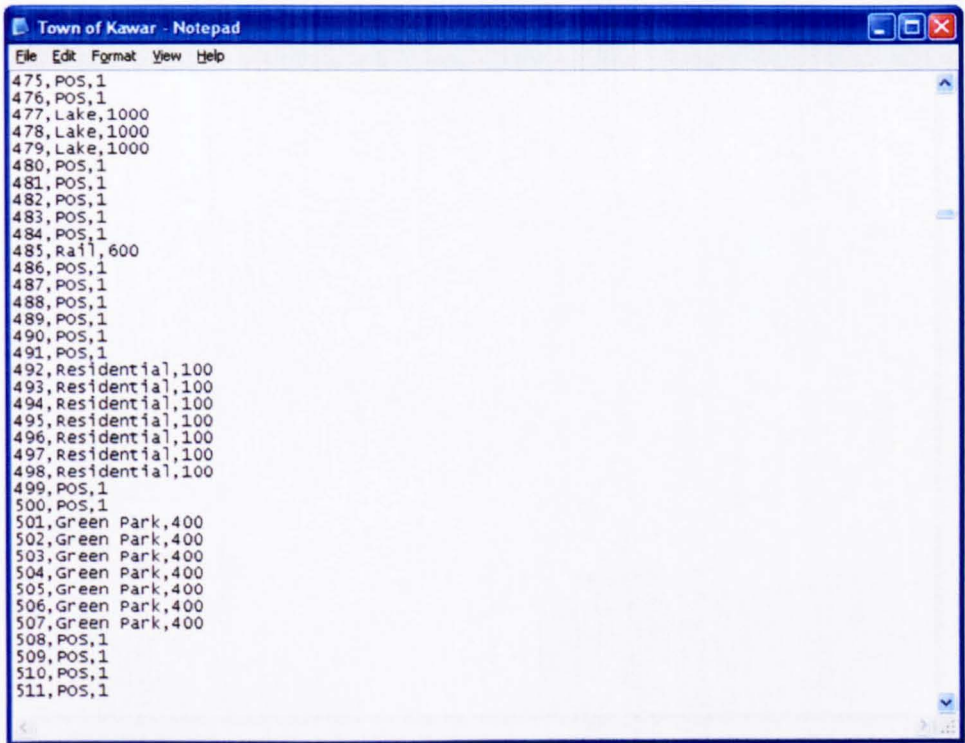 Town of Kawar - Notepad
File Edit Format View Help
475,POS,1
476,POS,1
477,Lake,1000
478,Lake,1000
479,Lake,1000
480,POS,1
481,POS,1
482,POS,1
483,POS,1
484,POS,1
485,Rail,600
486,POS,1
487,POS,1
488,POS,1
489,POS,1
490,POS,1
491,POS,1
492,Residential,100
493,Residential,100
494,Residential,100
495,Residential,100
496,Residential,100
497,Residential,100
498,Residential,100
499,POS,1
500,POS,1
501,Green Park,400
502,Green Park,400
503,Green Park,400
504,Green Park,400
505,Green Park,400
506,Green Park,400
507,Green Park,400
508,POS,1
509,POS,1
510,POS,1
511,POS,1